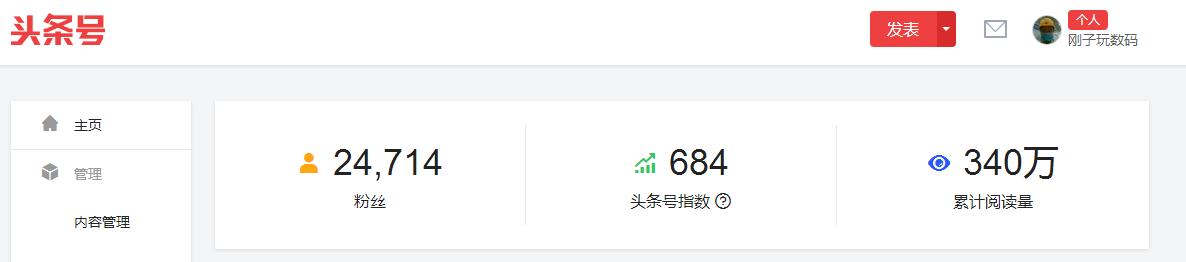 头条号
发表
个人
刚子玩数码
主页
管理
内容管理
24,714
粉丝
684
头条号指数
340万
累计阅读量